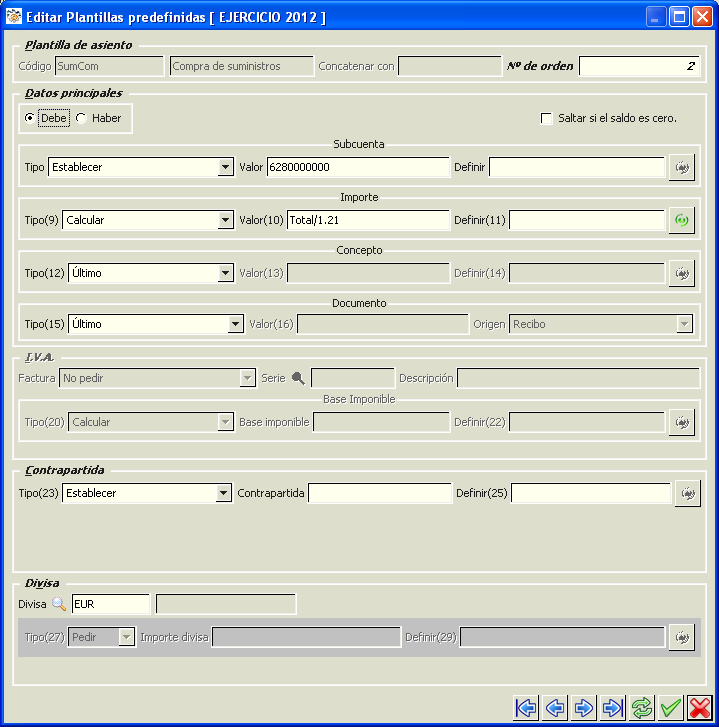 Editar Plantillas predefinidas [ EJERCICIO 2012 ]
Plantilla de asiento
Código SumCom Compra de suministros Concatenar con Nº de orden 2
Datos principales
Debe Haber Saltar si el saldo es cero.
Subcuenta
Tipo Establecer Valor 6280000000 Definir
Importe
Tipo(9) Calcular Valor(10) Total/1.21 Definir(11)
Concepto
Tipo(12) Último Valor(13) Definir(14)
Documento
Tipo(15) Último Valor(16) Origen Recibo
I.V.A.
Factura No pedir Serie Descripción
Base Imponible
Tipo(20) Calcular Base imponible Definir(22)
Contrapartida
Tipo(23) Establecer Contrapartida Definir(25)
Divisa
Divisa EUR
Tipo(27) Pedir Importe divisa Definir(29)